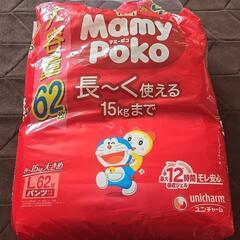 大容量
62枚
Mamy
Poko
マミーポコ
長〜く使える
15kgまで
9〜15kg 大きめ
L 62枚
パンツ
最大12時間モレ安心
unicharm
ユニ・チャーム